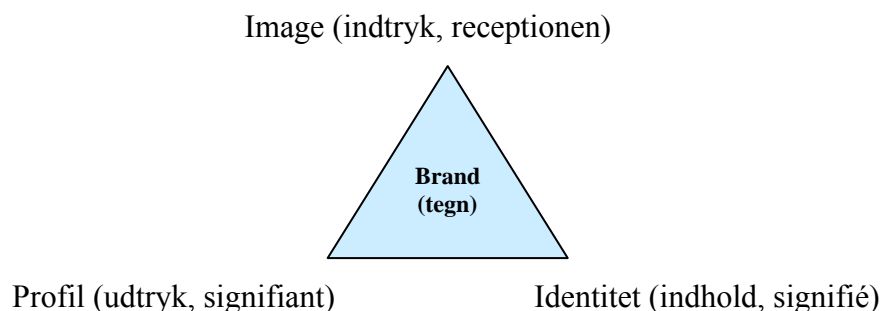 Image (indtryk, receptionen)
Brand
(tegn)
Profil (udtryk, signifiant)
Identitet (indhold, signifié)